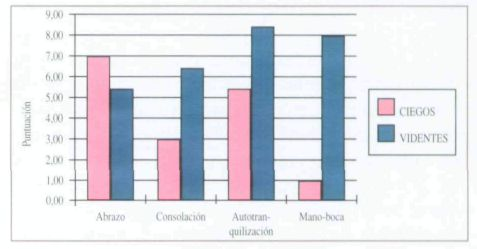 9,00
8,00
7,00
6,00
5,00
4,00
3,00
2,00
1,00
0,00
Puntuación
Abrazo
Consolación
Autotran-
quilización
Mano-boca
CIEGOS
VIDENTES